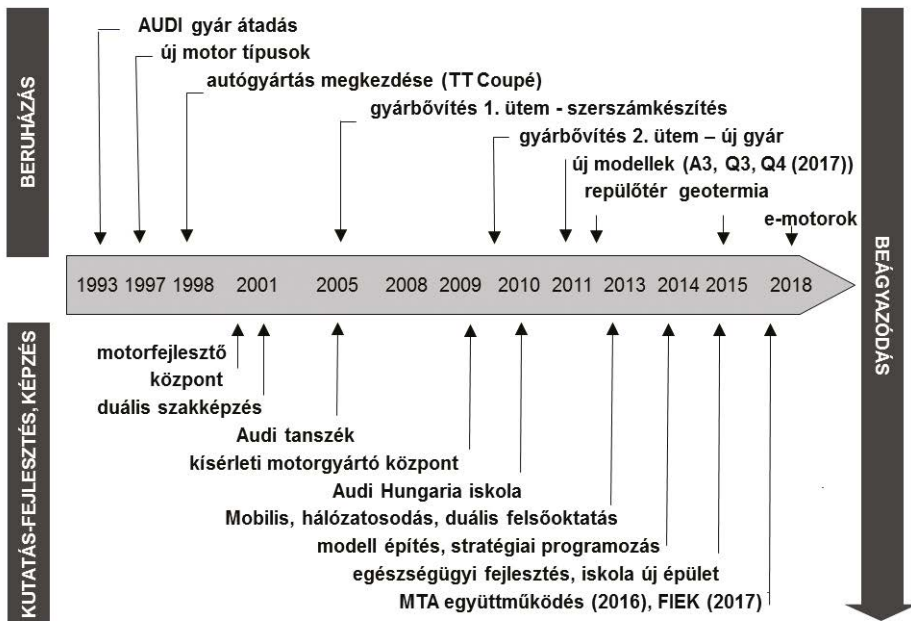 BERUHÁZÁS
AUDI gyár átadás
új motor típusok
autógyártás megkezdése (TT Coupé)
gyárbővítés 1. ütem - szerszámkészítés
gyárbővítés 2. ütem – új gyár
új modellek (A3, Q3, Q4 (2017))
repülőtér geotermia
e-motorok
1993 1997 1998 2001 2005 2008 2009 2010 2011 2013 2014 2015 2018
BEÁGYAZÓDÁS
KUTATÁS-FEJLESZTÉS, KÉPZÉS
motorfejlesztő
központ
duális szakképzés
Audi tanszék
kísérleti motorgyártó központ
Audi Hungaria iskola
Mobilis, hálózatosodás, duális felsőoktatás
modell építés, stratégiai programozás
egészségügyi fejlesztés, iskola új épület
MTA együttműködés (2016), FIEK (2017)